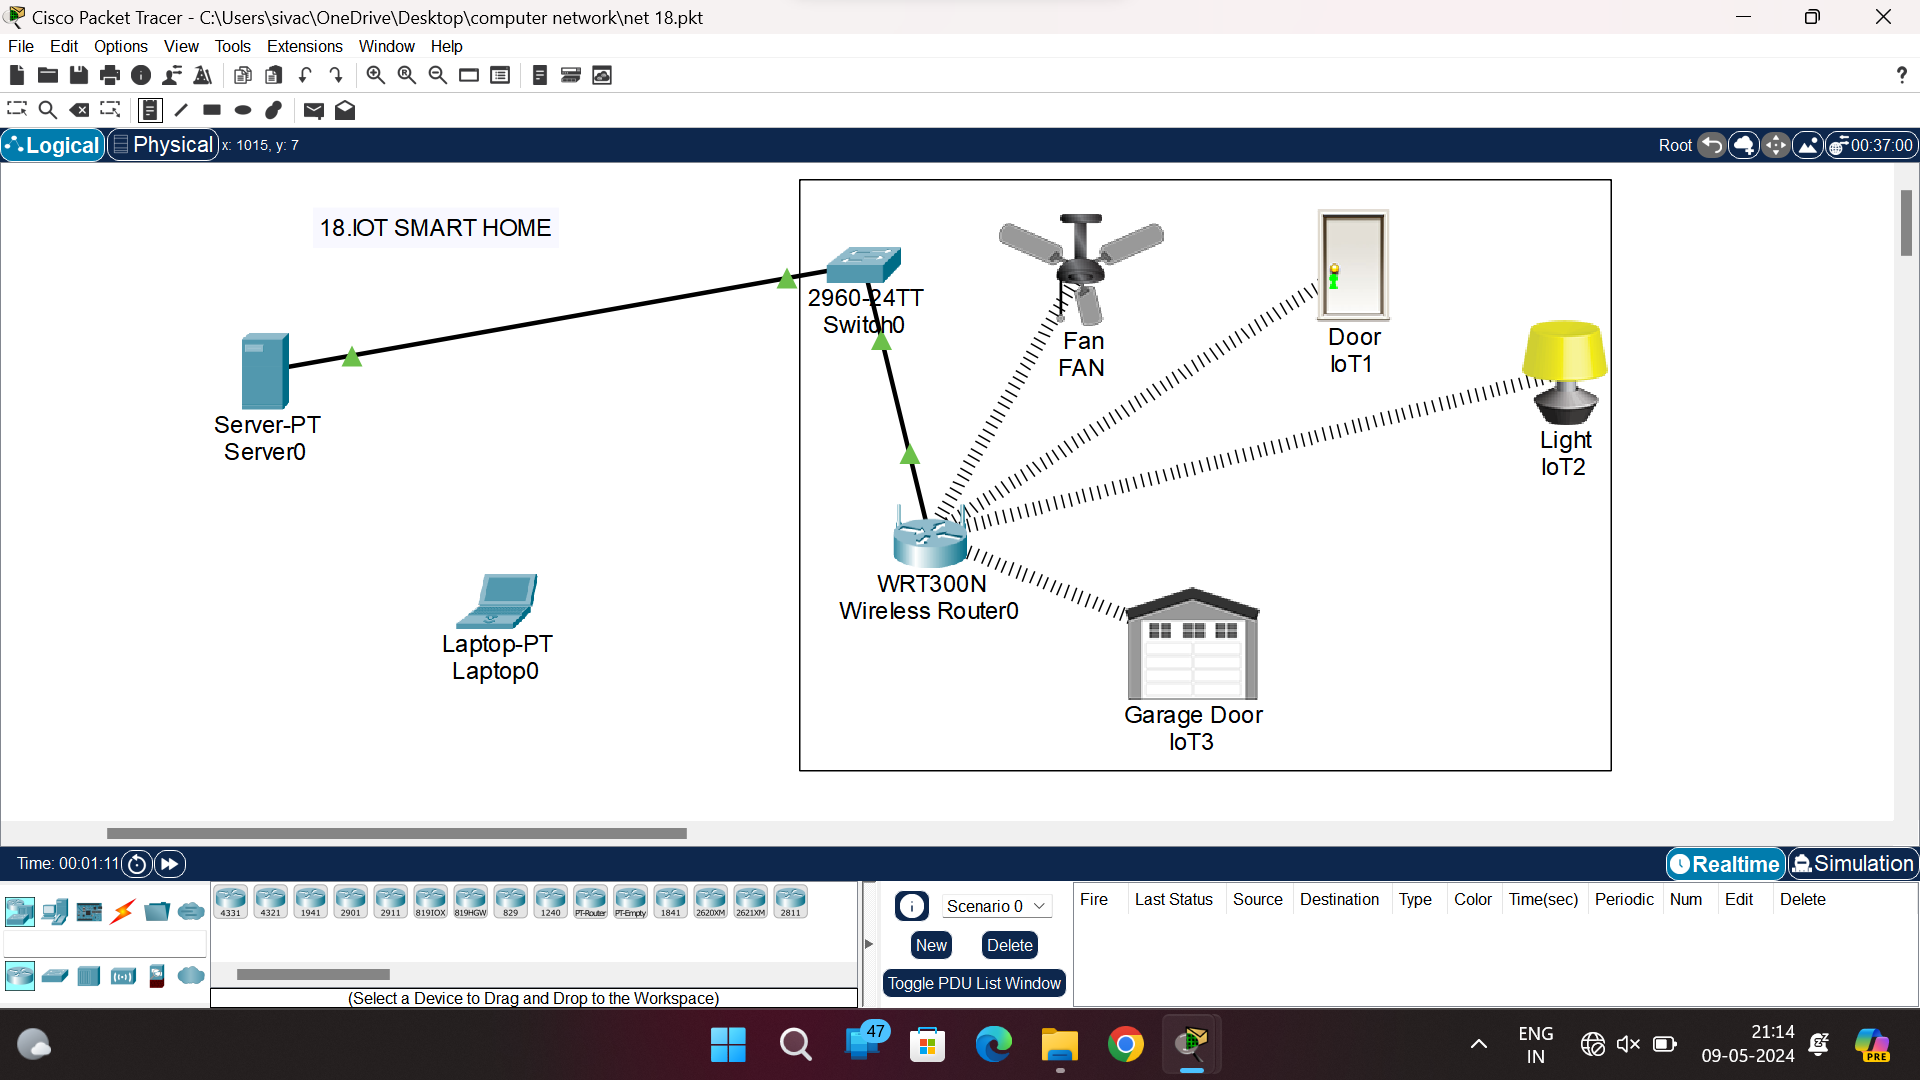 Cisco Packet Tracer - C:\Users\sivac\OneDrive\Desktop\computer network\net 18.pkt
File Edit Options View Tools Extensions Window Help
?
Logical Physical x: 1015, y: 7 Root 00:37:00
18.IOT SMART HOME
2960-24TT
Switch0
Fan
FAN
Door
IoT1
Light
IoT2
Server-PT
Server0
WRT300N
Wireless Router0
Laptop-PT
Laptop0
Garage Door
IoT3
Time: 00:01:11 Realtime Simulation
4331 4321 1941 2901 2911 819IOX 819HGW 829 1240 PT-Router PT-Empty 1841 2620XM 2621XM 2811
Scenario 0
New Delete
Toggle PDU List Window
Fire Last Status Source Destination Type Color Time(sec) Periodic Num Edit Delete
(Select a Device to Drag and Drop to the Workspace)
47
ENG
IN
21:14
09-05-2024
PRE